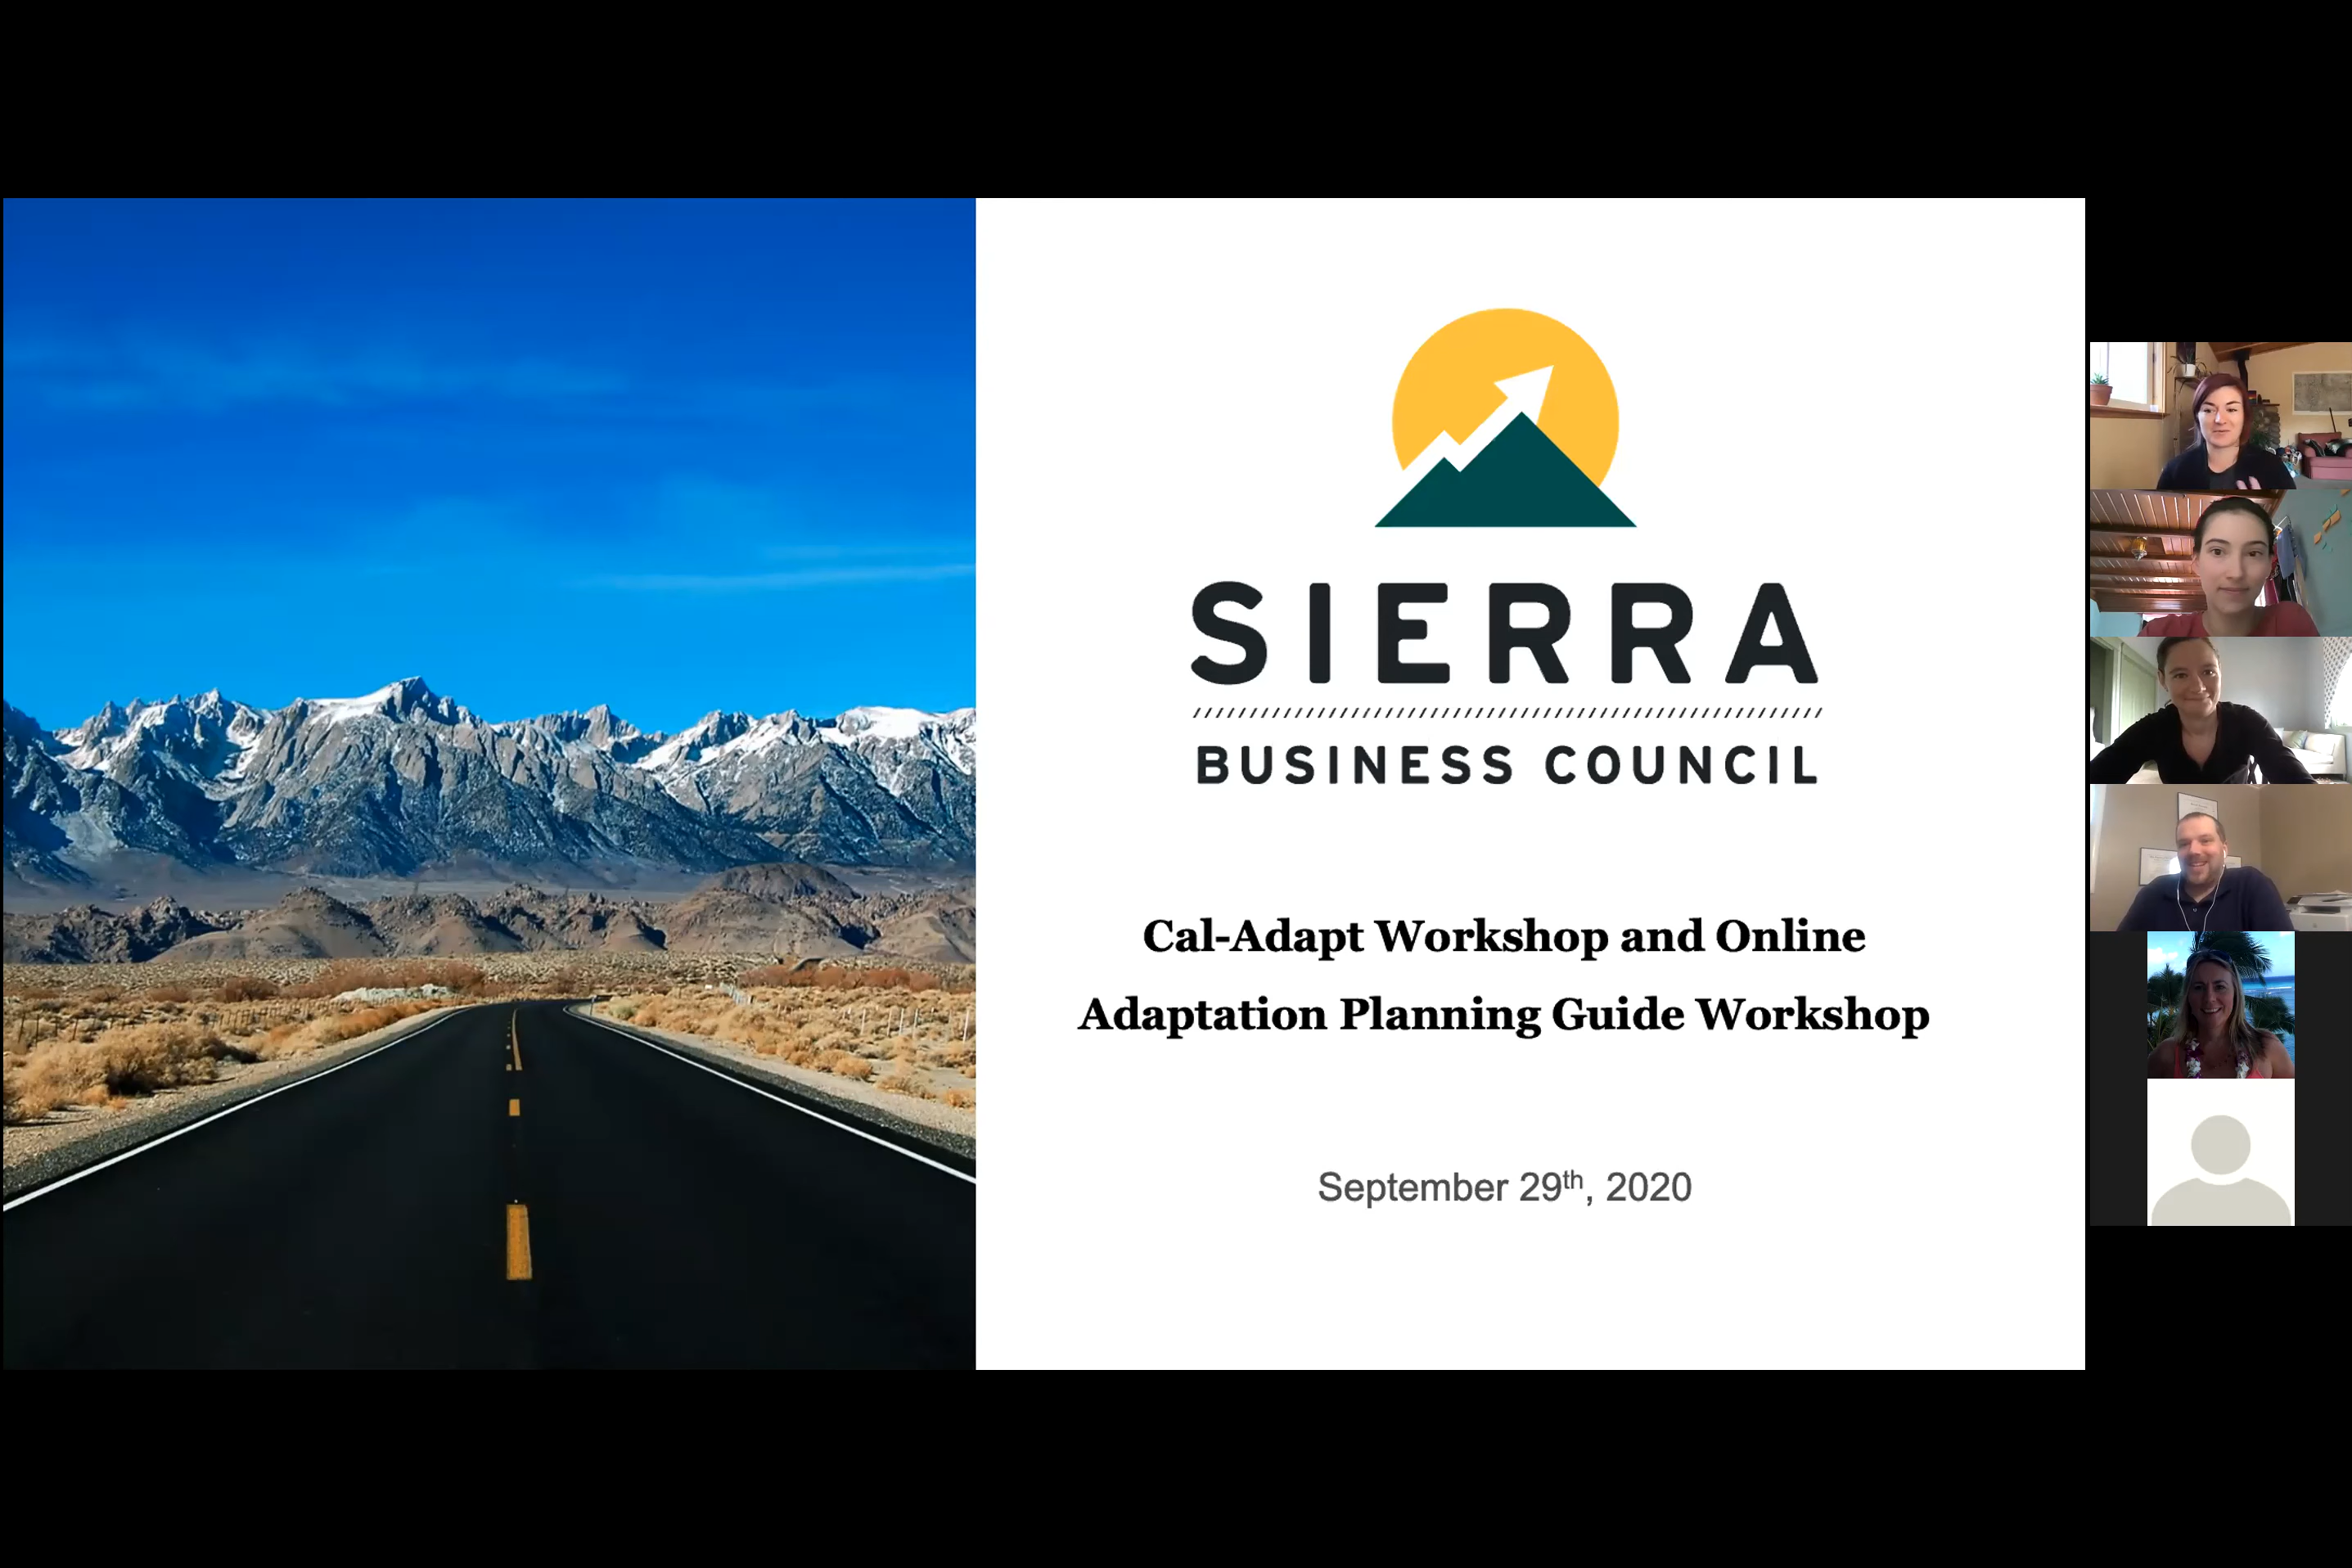 SIERRA
BUSINESS COUNCIL
Cal-Adapt Workshop and Online
Adaptation Planning Guide Workshop
September 29th, 2020